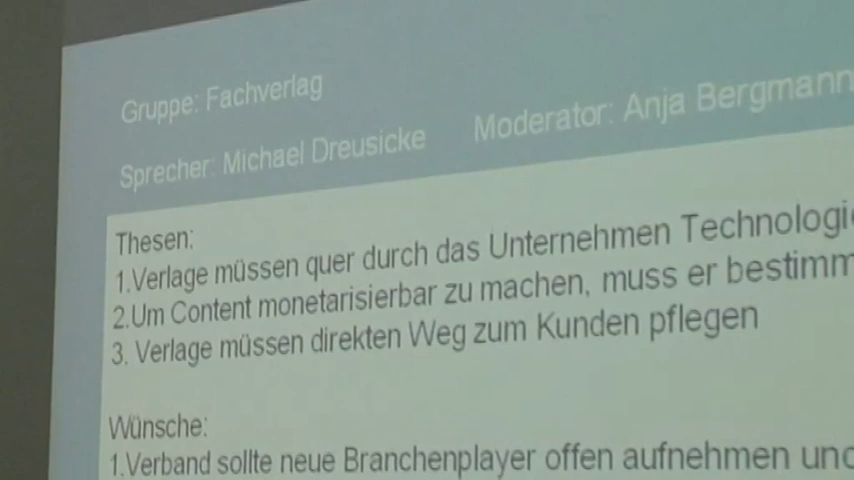 Gruppe: Fachverlag
Sprecher: Michael Dreusicke Moderator: Anja Bergmann
Thesen:
1.Verlage müssen quer durch das Unternehmen
2.Um Content monetarisierbar zu machen, muss er
3. Verlage müssen direkten Weg zum Kunden pflegen
Wünsche:
1.Verband sollte neue Branchenplayer offen aufnehmen